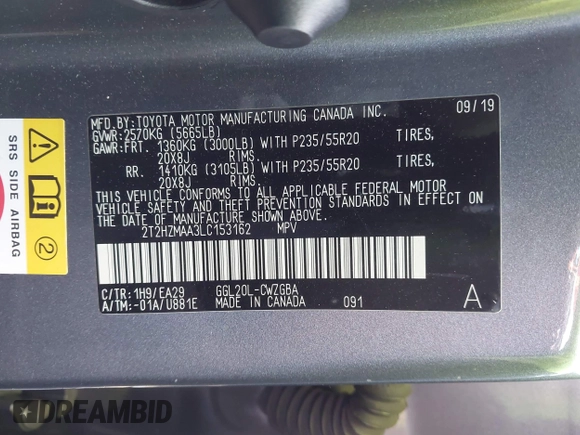 MFD.BY:TOYOTA MOTOR MANUFACTURING CANADA INC. 09/19
GVWR:2570KG (5665LB)
GAWR:FRT. 1360KG (3000LB) WITH P235/55R20 TIRES,
20X8J RIMS.
RR. 1410KG (3105LB) WITH P235/55R20 TIRES,
20X8J RIMS.
THIS VEHICLE CONFORMS TO ALL APPLICABLE FEDERAL MOTOR
VEHICLE SAFETY AND THEFT PREVENTION STANDARDS IN EFFECT ON
THE DATE OF MANUFACTURE SHOWN ABOVE.
2T2HZMAA3LC153162 MPV
C/TR:1H9/EA29 GGL20L-CWZGBA
A/TM:-01A/U881E MADE IN CANADA 091 A
SRS SIDE AIRBAG
2
DREAMBID